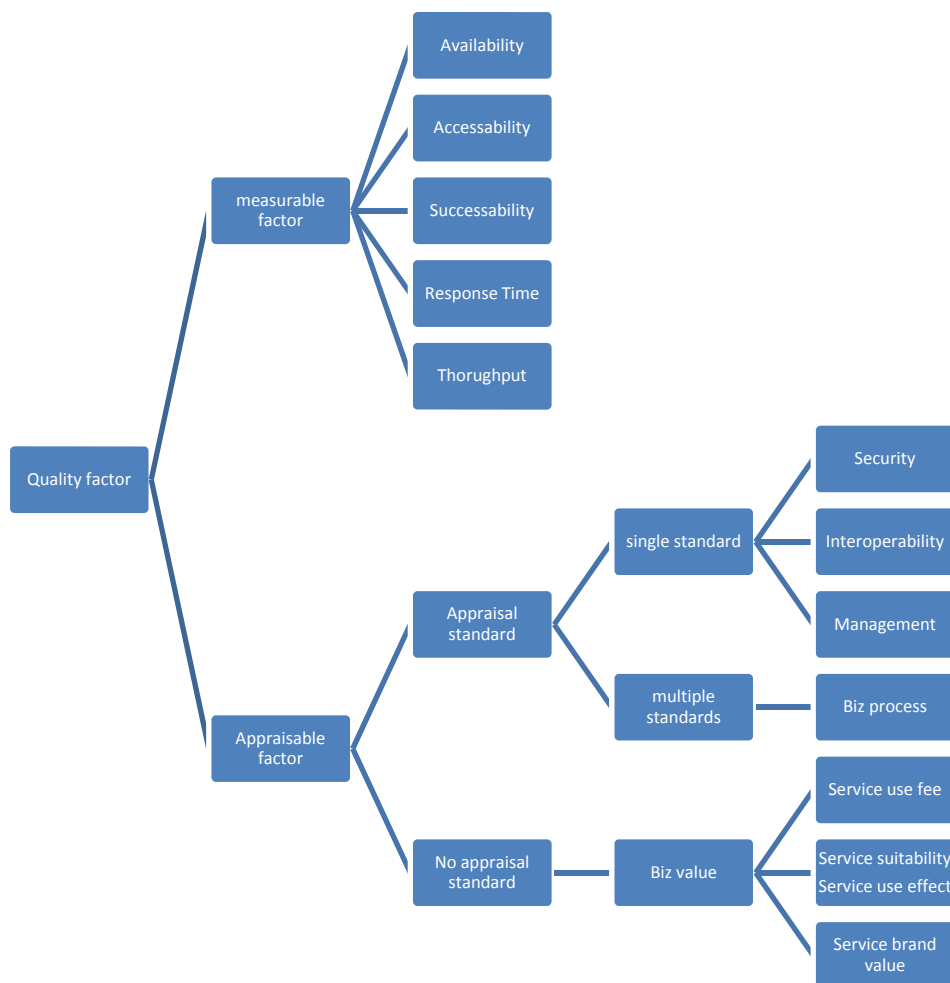 Availability
Accessability
measurable
factor
Successability
Response Time
Thorughput
Quality factor
Security
single standard
Interoperability
Appraisal
standard
Management
multiple
standards
Biz process
Appraisable
factor
Service use fee
No appraisal
standard
Biz value
Service suitability
Service use effect
Service brand
value